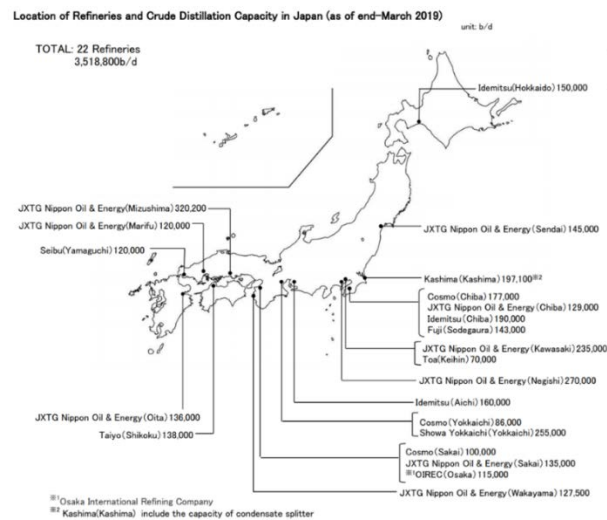 Location of Refineries and Crude Distillation Capacity in Japan (as of end-March 2019)
unit: b/d
TOTAL: 22 Refineries
3,518,800b/d
Idemitsu(Hokkaido) 150,000
JXTG Nippon Oil & Energy(Mizushima) 320,200
JXTG Nippon Oil & Energy(Marifu) 120,000
Seibu(Yamaguchi) 120,000
JXTG Nippon Oil & Energy(Sendai) 145,000
Kashima(Kashima) 197,100※2
Cosmo(Chiba) 177,000
JXTG Nippon Oil & Energy(Chiba) 129,000
Idemitsu(Chiba) 190,000
Fuji(Sodegaura) 143,000
JXTG Nippon Oil & Energy(Kawasaki) 235,000
Toa(Keihin) 70,000
JXTG Nippon Oil & Energy(Negishi) 270,000
Idemitsu(Aichi) 160,000
JXTG Nippon Oil & Energy(Oita) 136,000
Taiyo(Shikoku) 138,000
Cosmo(Yokkaichi) 86,000
Showa Yokkaichi(Yokkaichi) 255,000
Cosmo(Sakai) 100,000
JXTG Nippon Oil & Energy(Sakai) 135,000
※1OIREC(Osaka) 115,000
JXTG Nippon Oil & Energy(Wakayama) 127,500
※1Osaka International Refining Company
※2 Kashima(Kashima) include the capacity of condensate splitter